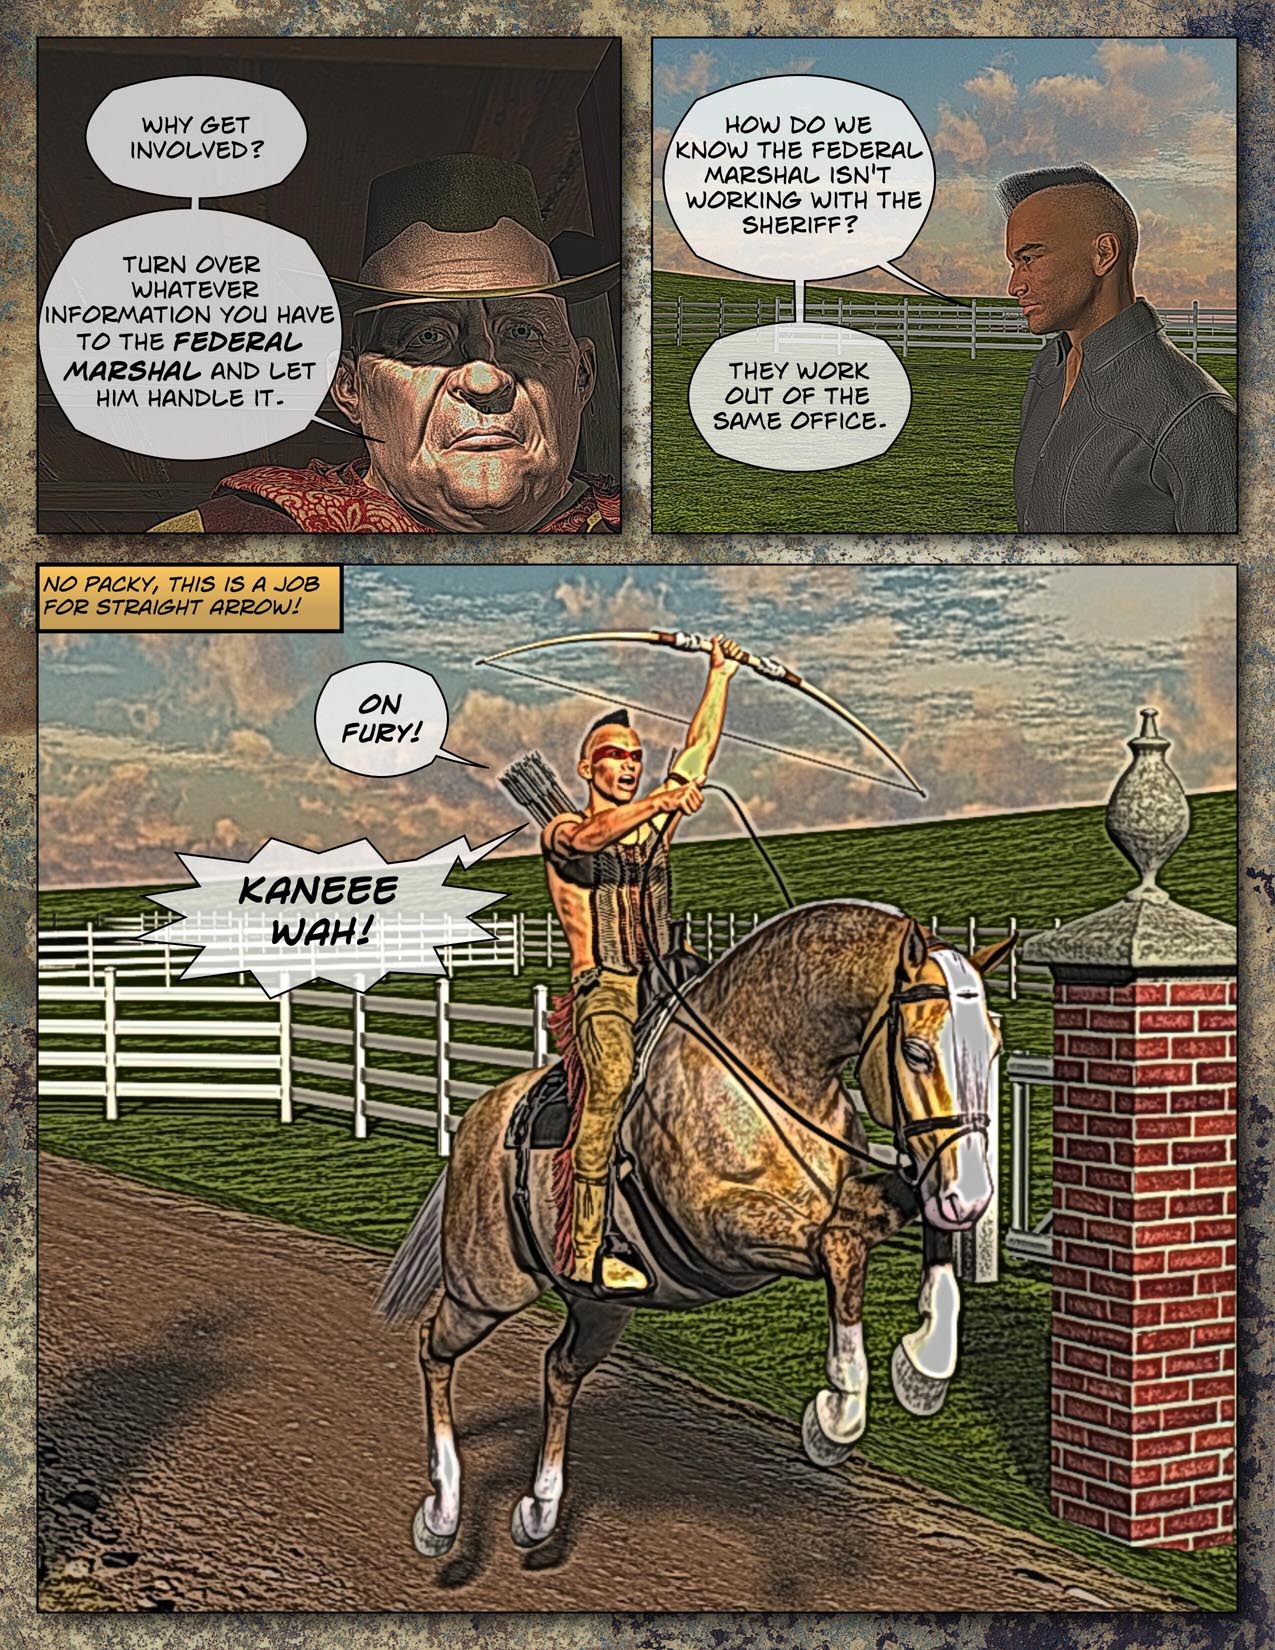 WHY GET
INVOLVED?
TURN OVER
WHATEVER
INFORMATION YOU HAVE
TO THE FEDERAL
MARSHAL AND LET
HIM HANDLE IT.
HOW DO WE
KNOW THE FEDERAL
MARSHAL ISN'T
WORKING WITH THE
SHERIFF?
THEY WORK
OUT OF THE
SAME OFFICE.
NO PACKY, THIS IS A JOB
FOR STRAIGHT ARROW!
ON
FURY!
KANEEE
WAH!